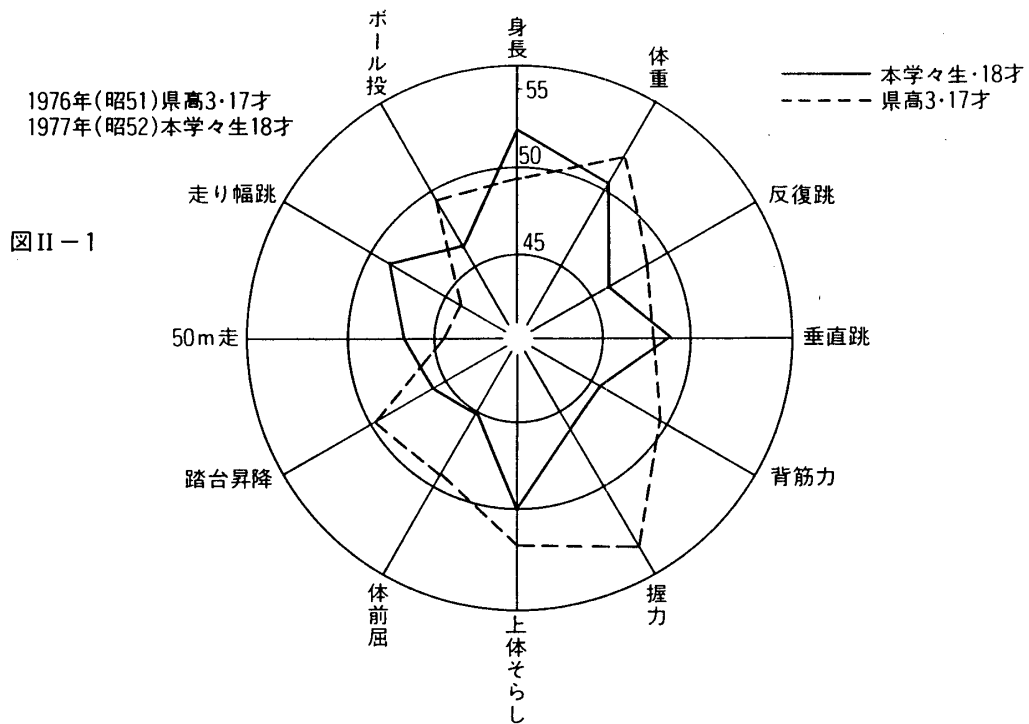 1976年(昭51)県高3・17才
1977年(昭52)本学々生18才
図II－1
本学々生・18才
県高3・17才
身長
体重
反復跳
垂直跳
背筋力
握力
上体そらし
体前屈
踏台昇降
50m走
走り幅跳
ボール投
55
50
45